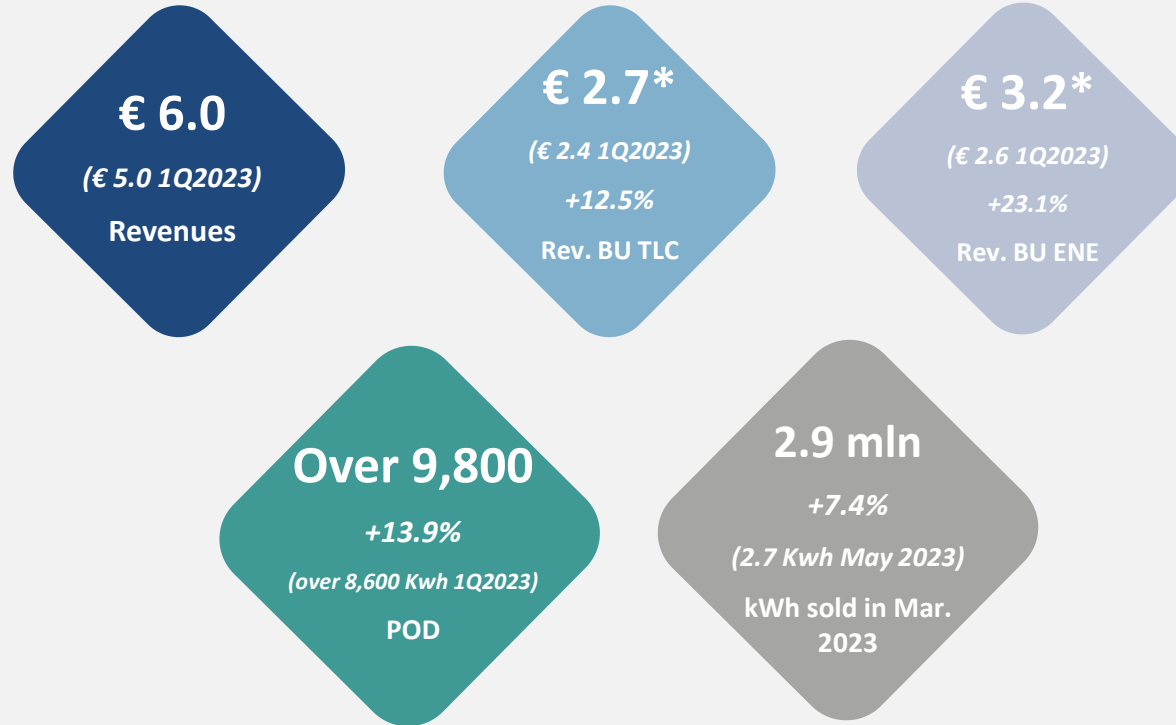 € 6.0
(€ 5.0 1Q2023)
Revenues
€ 2.7*
(€ 2.4 1Q2023)
+12.5%
Rev. BU TLC
€ 3.2*
(€ 2.6 1Q2023)
+23.1%
Rev. BU ENE
Over 9,800
+13.9%
(over 8,600 Kwh 1Q2023)
POD
2.9 mln
+7.4%
(2.7 Kwh May 2023)
kWh sold in Mar.
2023